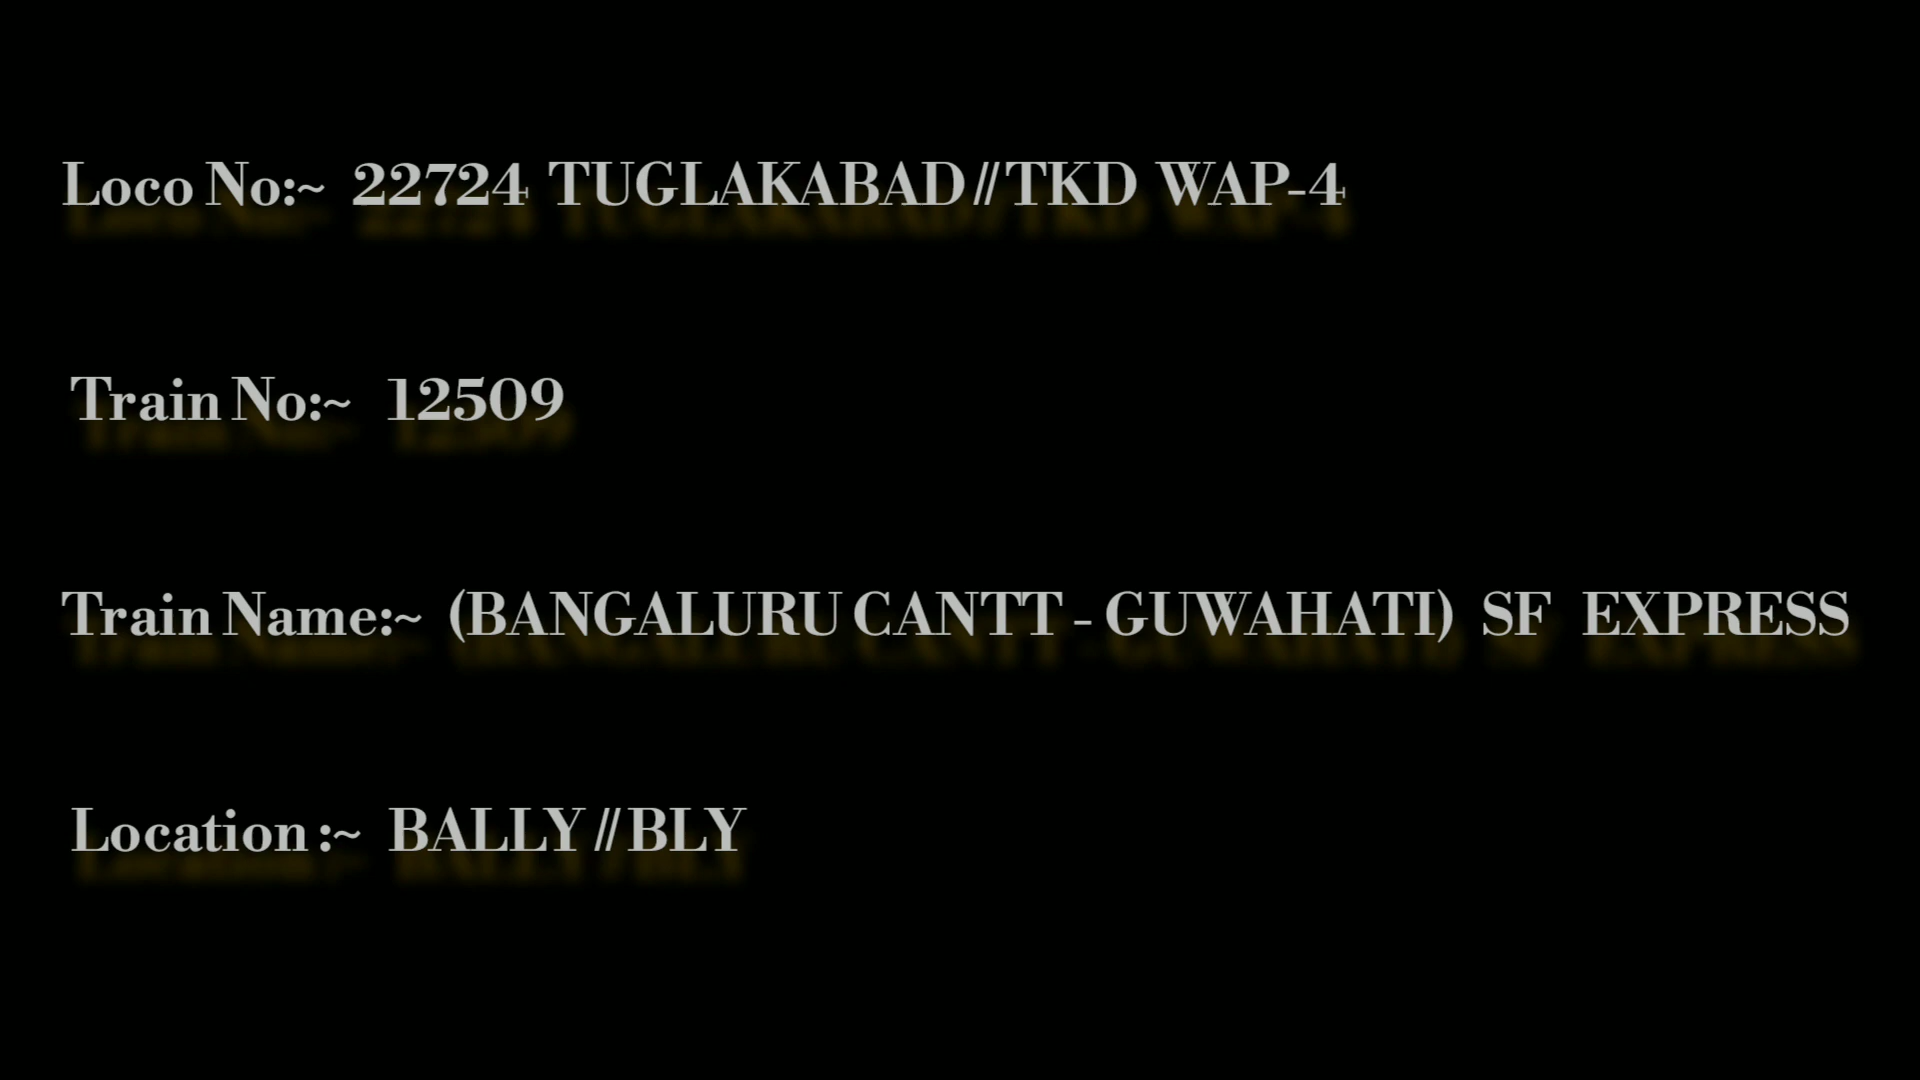 Loco No:~ 22724 TUGLAKABAD//TKD WAP-4
Train No:~ 12509
Train Name:~ (BANGALURU CANTT - GUWAHATI) SF EXPRESS
Location :~ BALLY//BLY